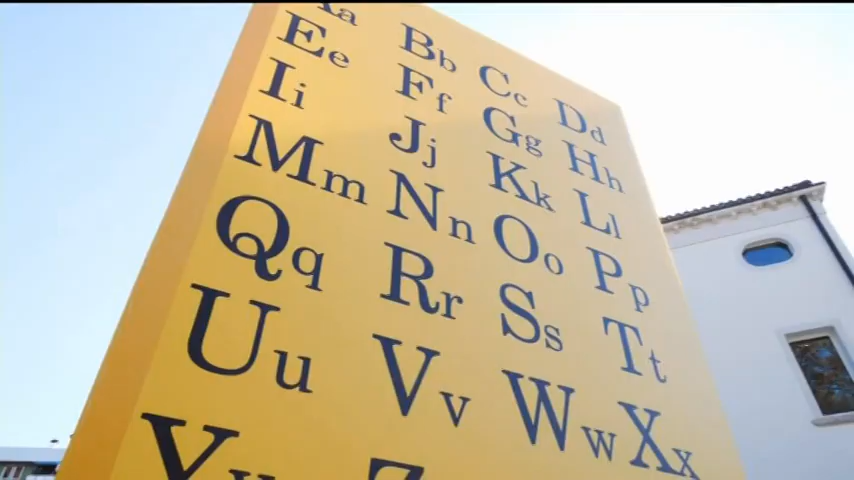 Aa Bb Cc Dd
Ee Ff Gg Hh
Ii Jj Kk Ll
Mm Nn Oo Pp
Qq Rr Ss Tt
Uu Vv Ww Xx
Yy Z